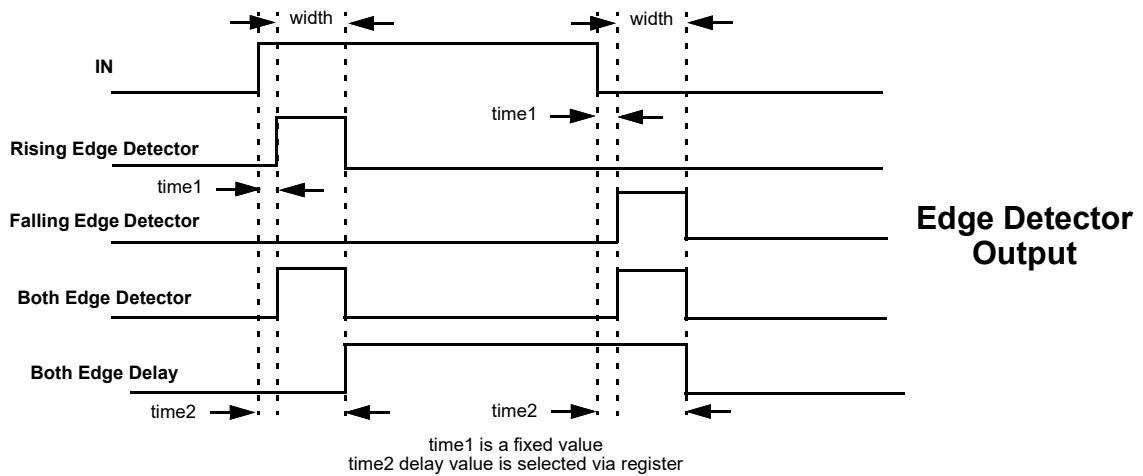 width
width
IN
time1
Rising Edge Detector
time1
Falling Edge Detector
Edge Detector
Output
Both Edge Detector
Both Edge Delay
time2
time2
time1 is a fixed value
time2 delay value is selected via register